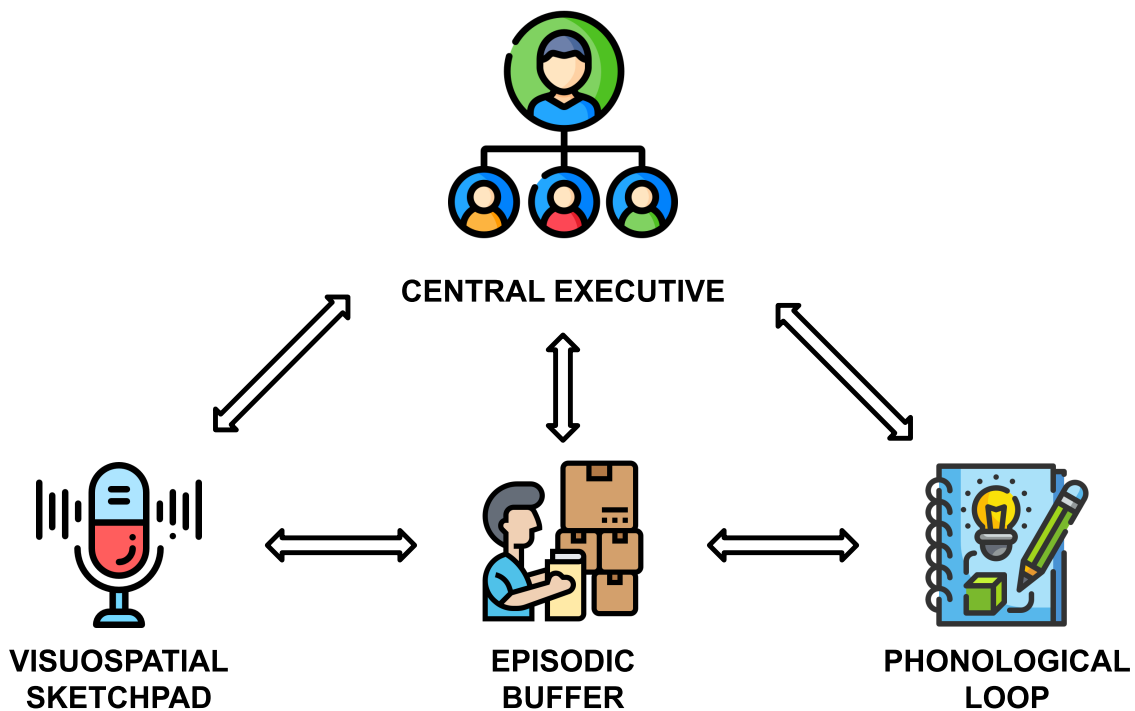 CENTRAL EXECUTIVE
VISUOSPATIAL
SKETCHPAD
EPISODIC
BUFFER
PHONOLOGICAL
LOOP